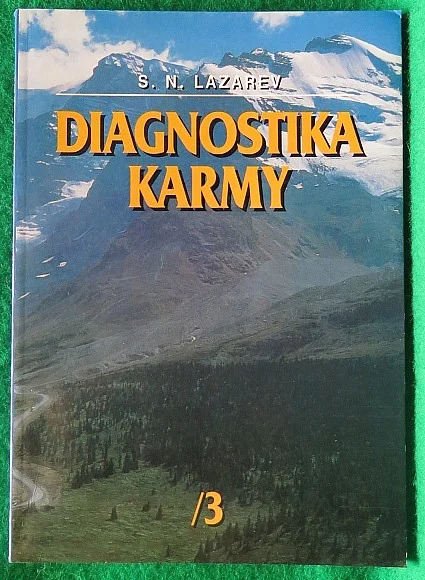 S. N. LAZAREV
DIAGNOSTIKA
KARMY
/3